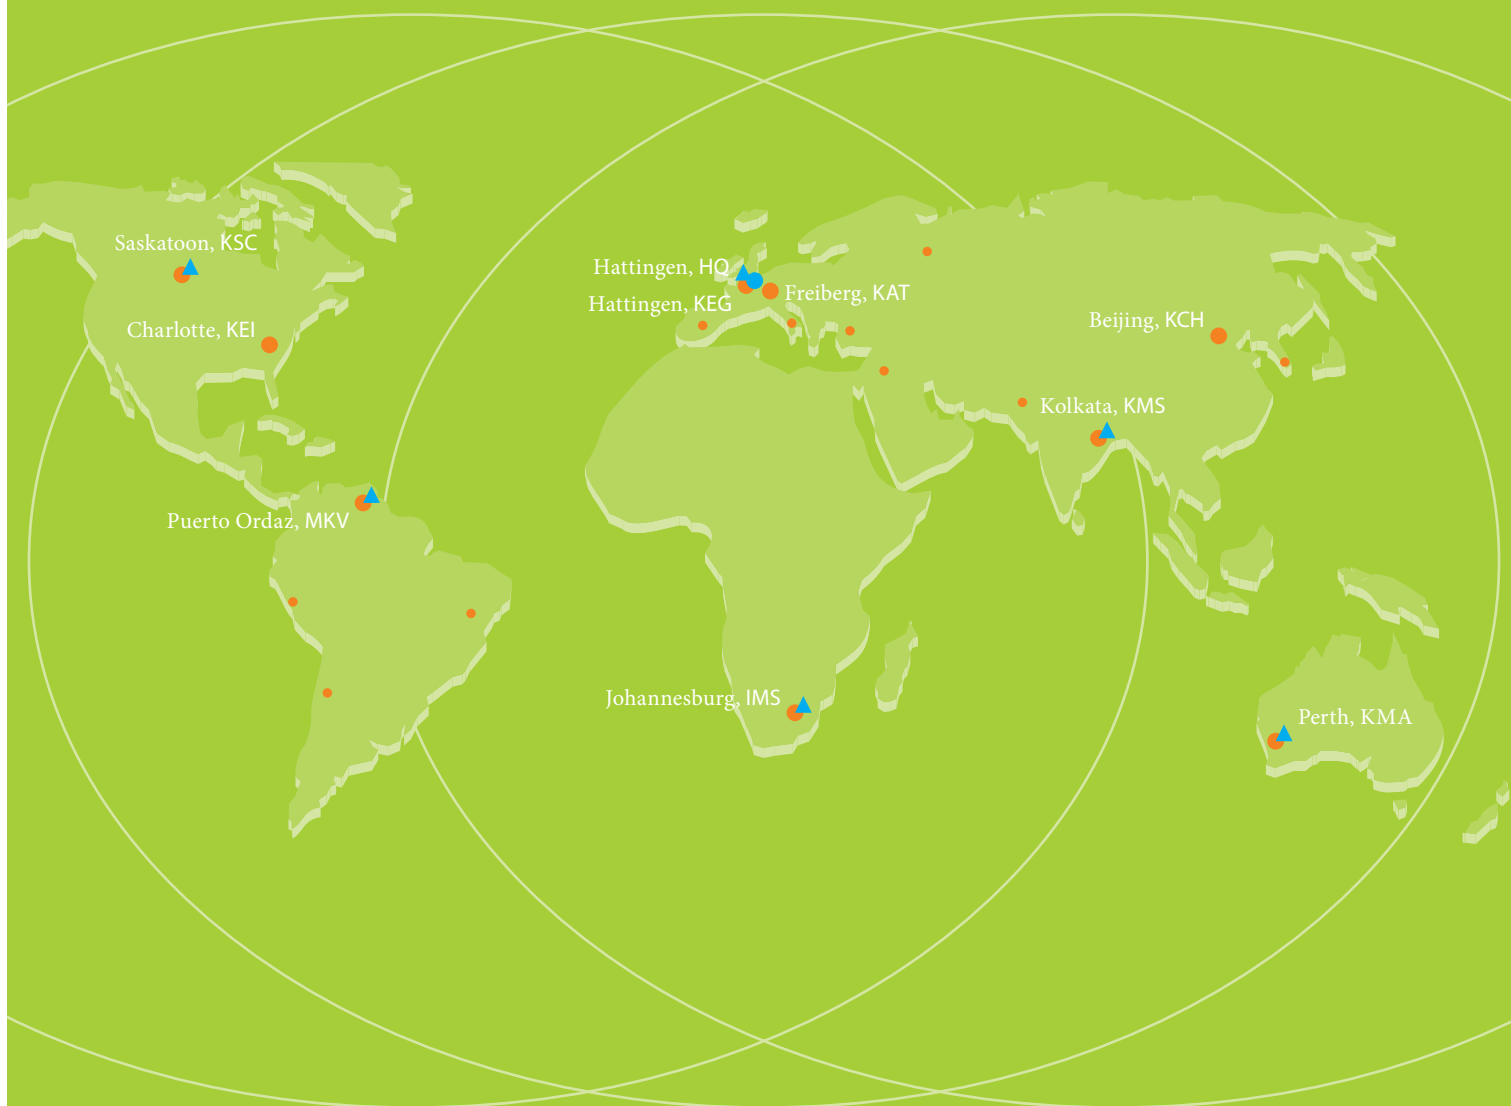 Saskatoon, KSC
Charlotte, KEI
Hattingen, HQ
Hattingen, KEG
Freiberg, KAT
Beijing, KCH
Kolkata, KMS
Puerto Ordaz, MKV
Johannesburg, IMS
Perth, KMA